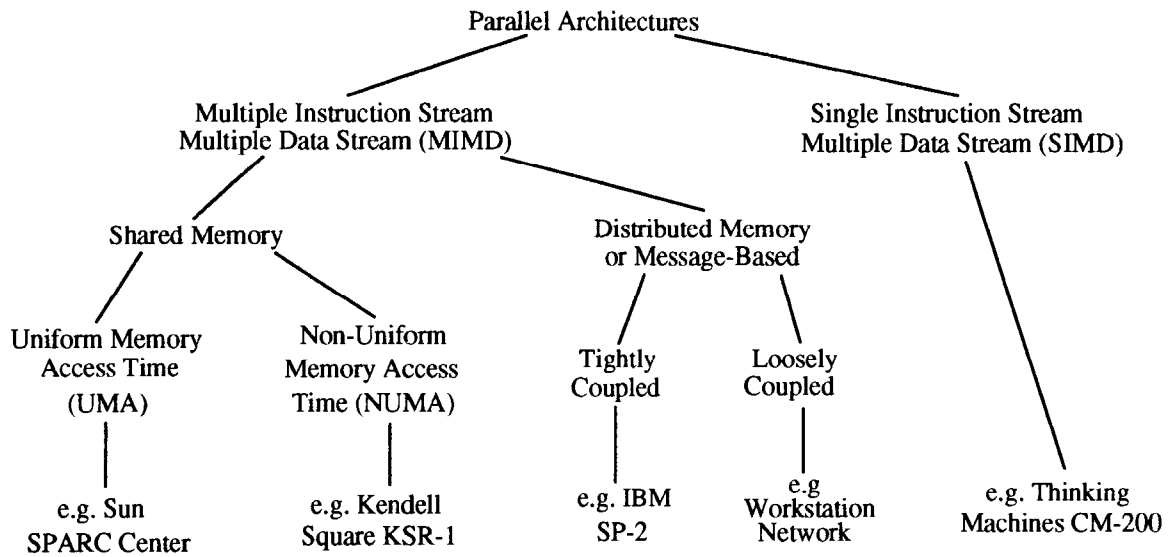 Parallel Architectures
Multiple Instruction Stream
Multiple Data Stream (MIMD)
Single Instruction Stream
Multiple Data Stream (SIMD)
Shared Memory
Distributed Memory
or Message-Based
Uniform Memory
Access Time
(UMA)
Non-Uniform
Memory Access
Time (NUMA)
Tightly
Coupled
Loosely
Coupled
e.g. Sun
SPARC Center
e.g. Kendell
Square KSR-1
e.g. IBM
SP-2
e.g
Workstation
Network
e.g. Thinking
Machines CM-200